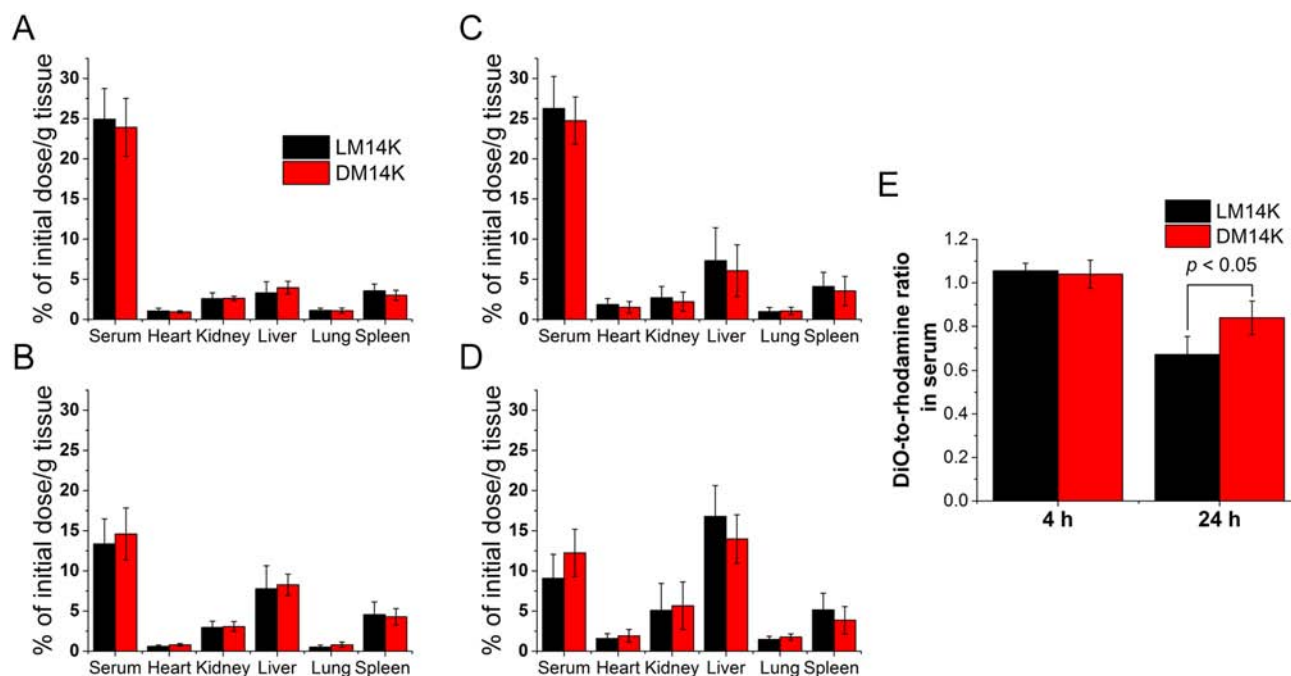 A
% of initial dose/g tissue
30
25
20
15
10
5
0
LM14K
DM14K
Serum Heart Kidney Liver Lung Spleen
B
% of initial dose/g tissue
30
25
20
15
10
5
0
Serum Heart Kidney Liver Lung Spleen
C
% of initial dose/g tissue
30
25
20
15
10
5
0
Serum Heart Kidney Liver Lung Spleen
D
% of initial dose/g tissue
30
25
20
15
10
5
0
Serum Heart Kidney Liver Lung Spleen
E
LM14K
DM14K
DiO-to-rhodamine ratio
in serum
1.2
1.0
0.8
0.6
0.4
0.2
0.0
p < 0.05
4 h 24 h